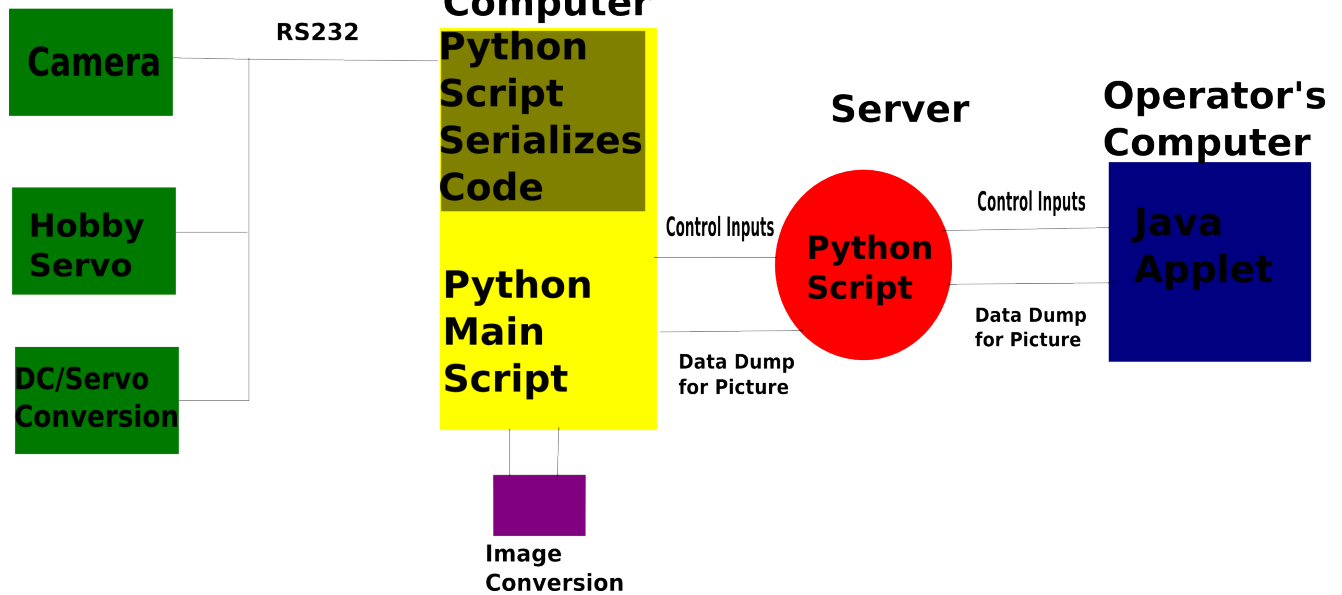 Camera
RS232
Hobby
Servo
DC/Servo
Conversion
Computer
Python
Script
Serializes
Code
Python
Main
Script
Image
Conversion
Control Inputs
Data Dump
for Picture
Server
Python
Script
Control Inputs
Data Dump
for Picture
Operator's
Computer
Java
Applet